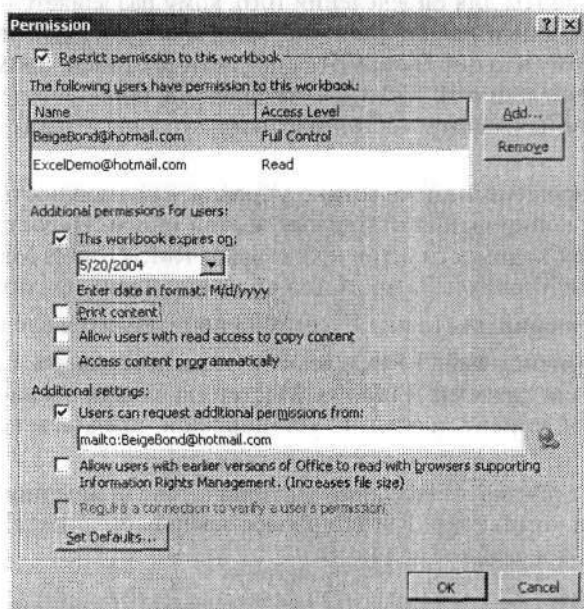 Permission
Restrict permission to this workbook
The following users have permission to this workbook:
Name Access Level
BeigeBond@hotmail.com Full Control
ExcelDemo@hotmail.com Read
Add...
Remove
Additional permissions for users:
This workbook expires on:
5/20/2004
Enter date in format: M/d/yyyy
Print content
Allow users with read access to copy content
Access content programmatically
Additional settings:
Users can request additional permissions from:
mailto:BeigeBond@hotmail.com
Allow users with earlier versions of Office to read with browsers supporting
Information Rights Management. (Increases file size)
Require a connection to verify a user's permission
Set Defaults...
OK Cancel